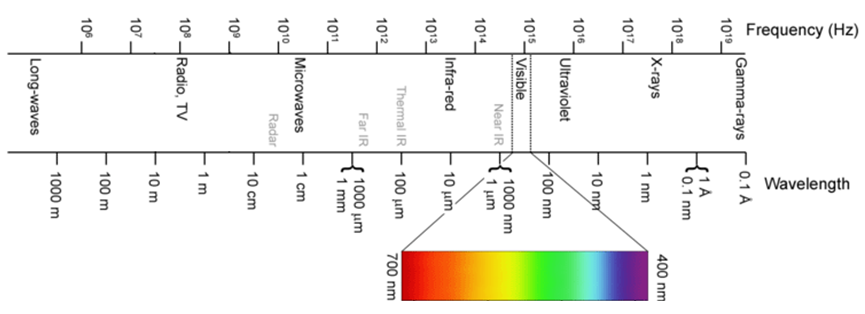 10⁶ 10⁷ 10⁸ 10⁹ 10¹⁰ 10¹¹ 10¹² 10¹³ 10¹⁴ 10¹⁵ 10¹⁶ 10¹⁷ 10¹⁸ 10¹⁹ Frequency (Hz)
Long-waves
Radio, TV
Radar
Microwaves
Far IR
Thermal IR
Infra-red
Near IR
Visible
Ultraviolet
X-rays
Gamma-rays
1000 m
100 m
10 m
1 m
10 cm
1 cm
1000 µm
1 mm
100 µm
10 µm
1000 nm
1 µm
100 nm
10 nm
1 nm
1 Å
0.1 nm
0.1 Å
Wavelength
700 nm
400 nm